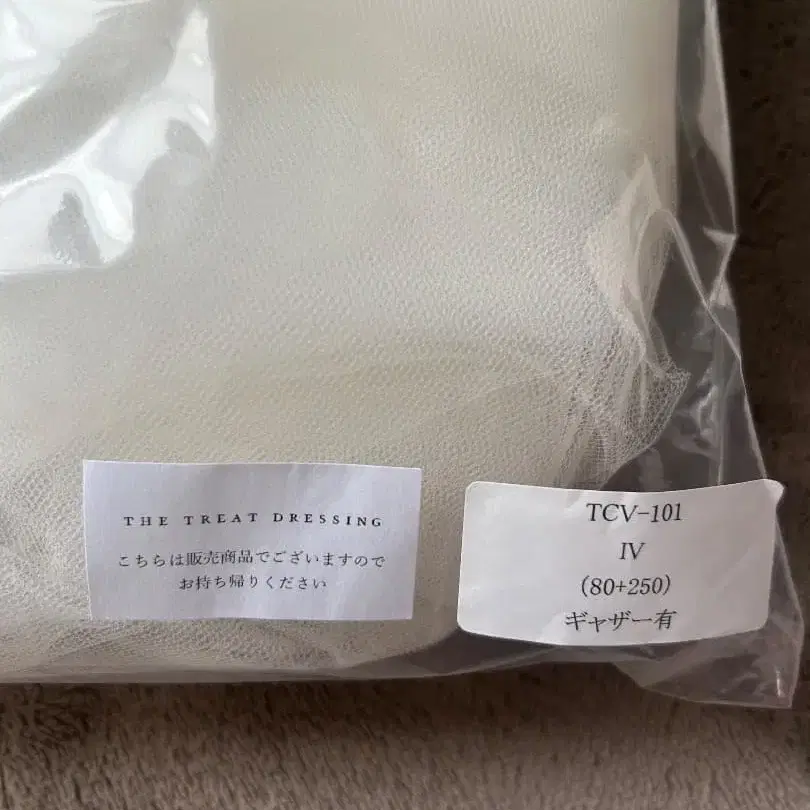 THE TREAT DRESSING
こちらは販売商品でございますので
お持ち帰りください
TCV-101
IV
(80+250)
ギャザー有